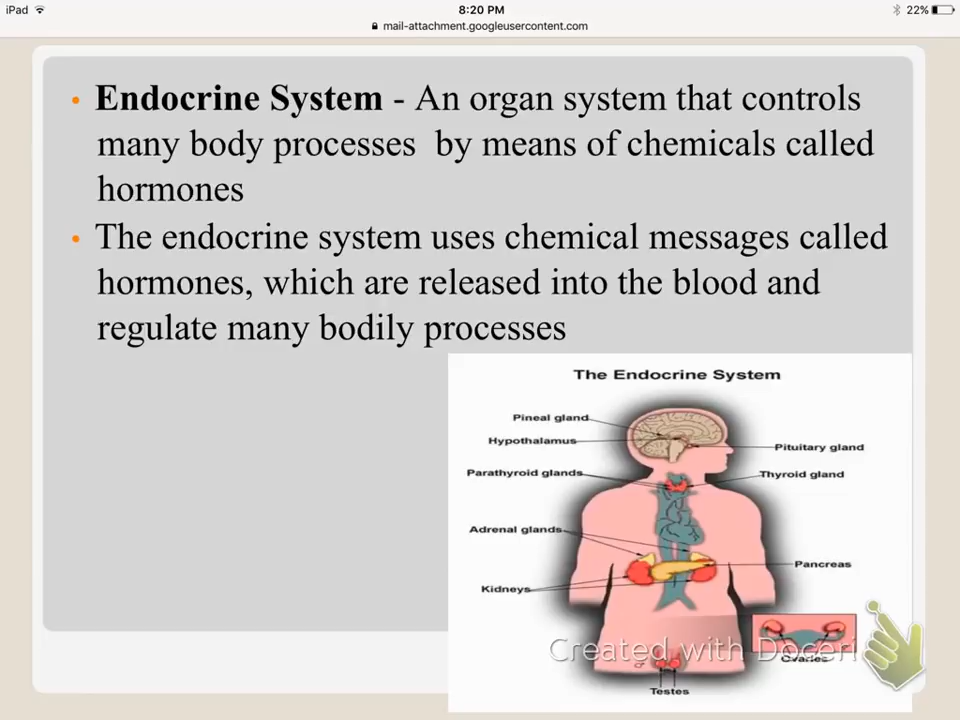 iPad
8:20 PM
22%
mail-attachment.googleusercontent.com
• Endocrine System - An organ system that controls
many body processes by means of chemicals called
hormones
• The endocrine system uses chemical messages called
hormones, which are released into the blood and
regulate many bodily processes
The Endocrine System
Pineal gland
Hypothalamus
Pituitary gland
Parathyroid glands
Thyroid gland
Adrenal glands
Pancreas
Kidneys
Created with Doceri
Ovaries
Testes